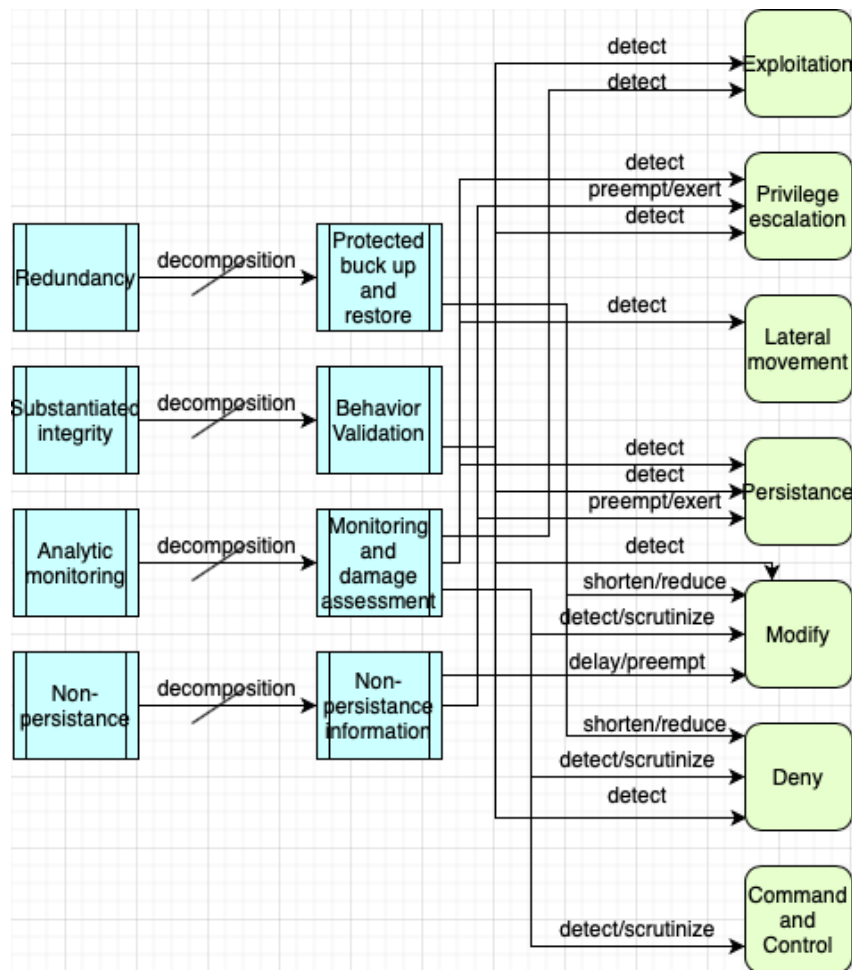 detect
Exploitation
detect
detect
preempt/exert
Privilege
escalation
detect
Redundancy
decomposition
Protected
buck up
and
restore
detect
Lateral
movement
Substantiated
integrity
decomposition
Behavior
Validation
detect
detect
Persistance
preempt/exert
Analytic
monitoring
decomposition
Monitoring
and
damage
assessment
detect
shorten/reduce
detect/scrutinize
Modify
delay/preempt
Non-
persistance
decomposition
Non-
persistance
information
shorten/reduce
detect/scrutinize
Deny
detect
Command
and
Control
detect/scrutinize